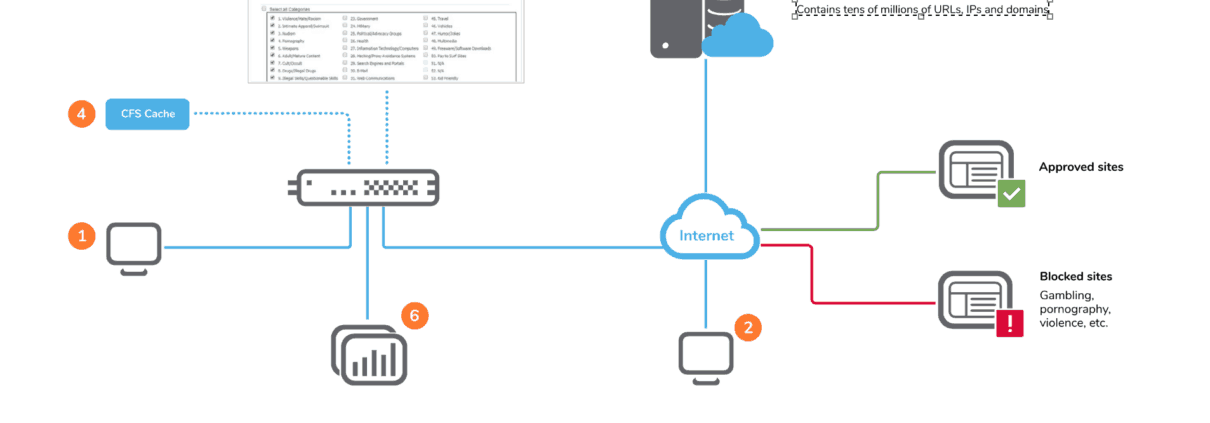 Select all Categories
1. Violence/Hate/Racism
2. Intimate Apparel/Swimsuit
3. Nudism
4. Pornography
5. Weapons
6. Adult/Mature Content
7. Cult/Occult
8. Drugs/Illegal Drugs
9. Illegal Skills/Questionable Skills
23. Government
24. Military
25. Political/Advocacy Groups
26. Health
27. Information Technology/Computers
28. Hacking/Proxy Avoidance Systems
29. Search Engines and Portals
30. E-Mail
31. Web Communications
45. Travel
46. Vehicles
47. Humor/Jokes
48. Multimedia
49. Freeware/Software Downloads
50. Pay to Surf Sites
51. N/A
52. N/A
53. Kid Friendly
Contains tens of millions of URLs, IPs and domains
4
CFS Cache
Approved sites
1
Internet
Blocked sites
Gambling,
pornography,
violence, etc.
6
2